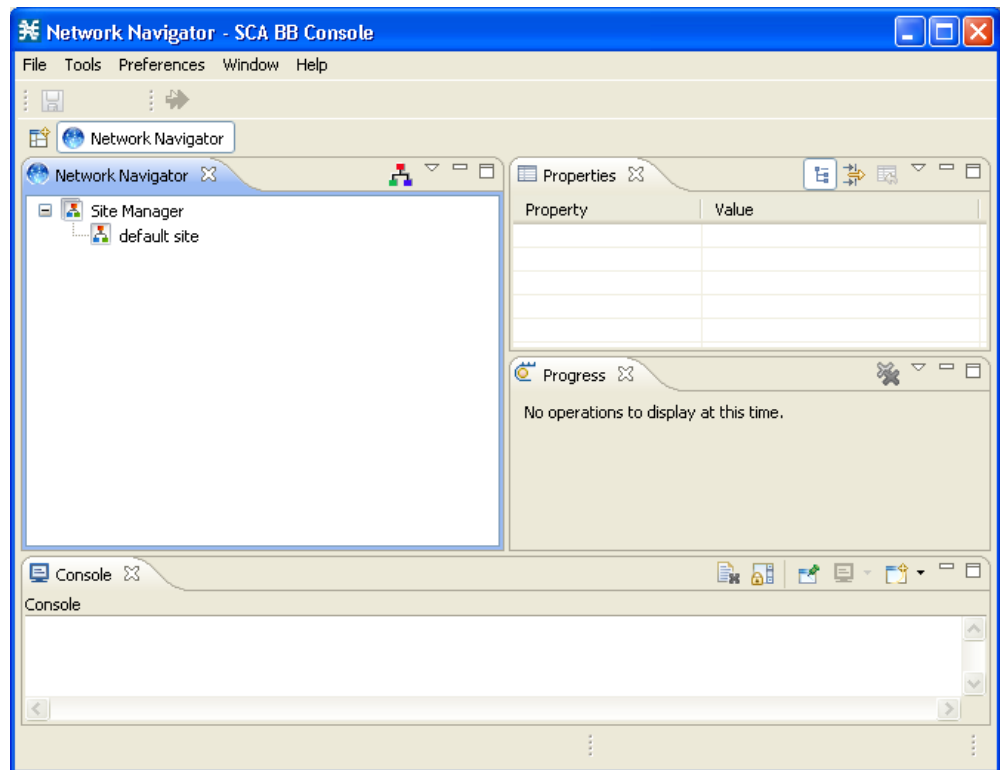 Network Navigator - SCA BB Console
File Tools Preferences Window Help
Network Navigator
Network Navigator
Site Manager
default site
Properties
Property Value
Progress
No operations to display at this time.
Console
Console